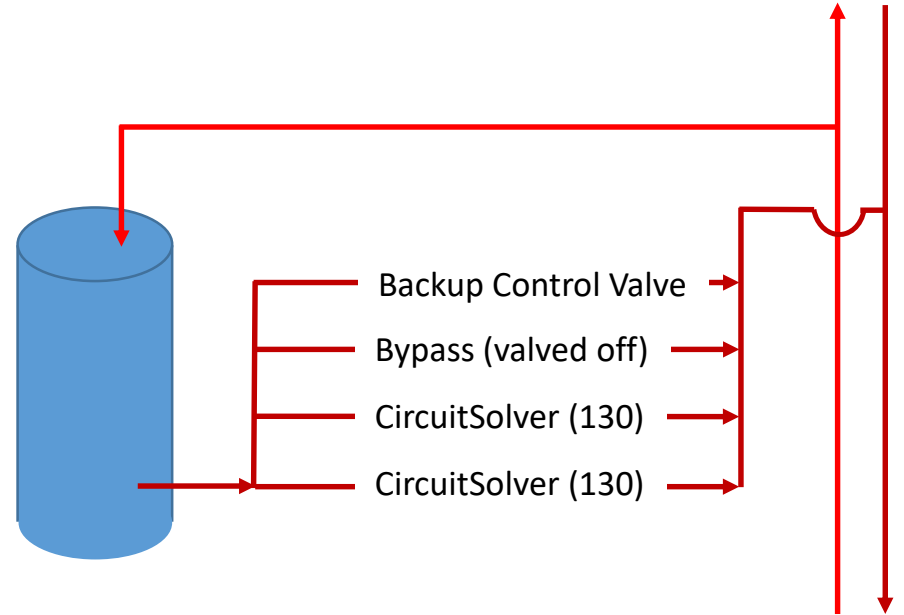 Backup Control Valve
Bypass (valved off)
CircuitSolver (130)
CircuitSolver (130)